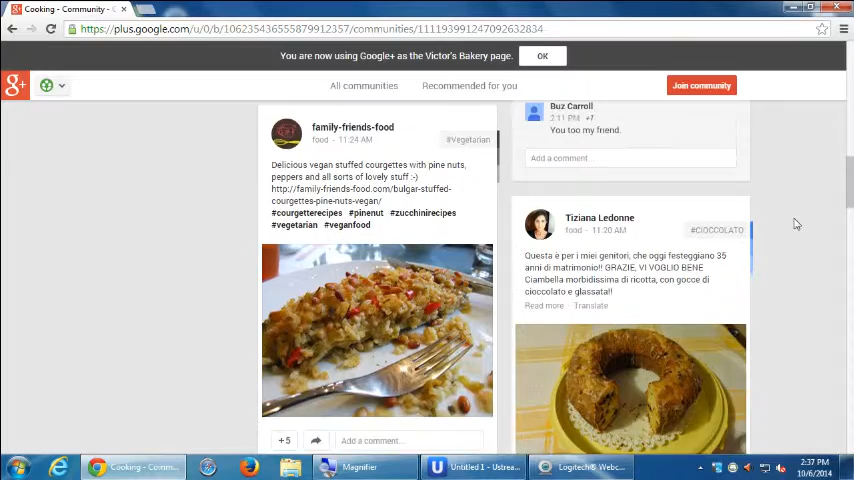 Cooking - Community - G
https://plus.google.com/u/0/b/106235436555879912357/communities/111193991247092632834
You are now using Google+ as the Victor's Bakery page.
OK
g+
All communities
Recommended for you
Join community
family-friends-food
food - 11:24 AM
#Vegetarian
Delicious vegan stuffed courgettes with pine nuts,
peppers and all sorts of lovely stuff :-)
http://family-friends-food.com/bulgar-stuffed-
courgettes-pine-nuts-vegan/
#courgetterecipes #pinenut #zucchinirecipes
#vegetarian #veganfood
+5
Add a comment...
Buz Carroll
2:11 PM +1
You too my friend.
Add a comment...
Tiziana Ledonne
food - 11:20 AM
#CIOCCOLATO
Questa è per i miei genitori, che oggi festeggiano 35
anni di matrimonio!! GRAZIE, VI VOGLIO BENE
Ciambella morbidissima di ricotta, con gocce di
cioccolato e glassata!!
Read more Translate
Cooking - Comm...
Magnifier
Untitled 1 - Ustrea...
Logitech® Webc...
2:37 PM
10/6/2014